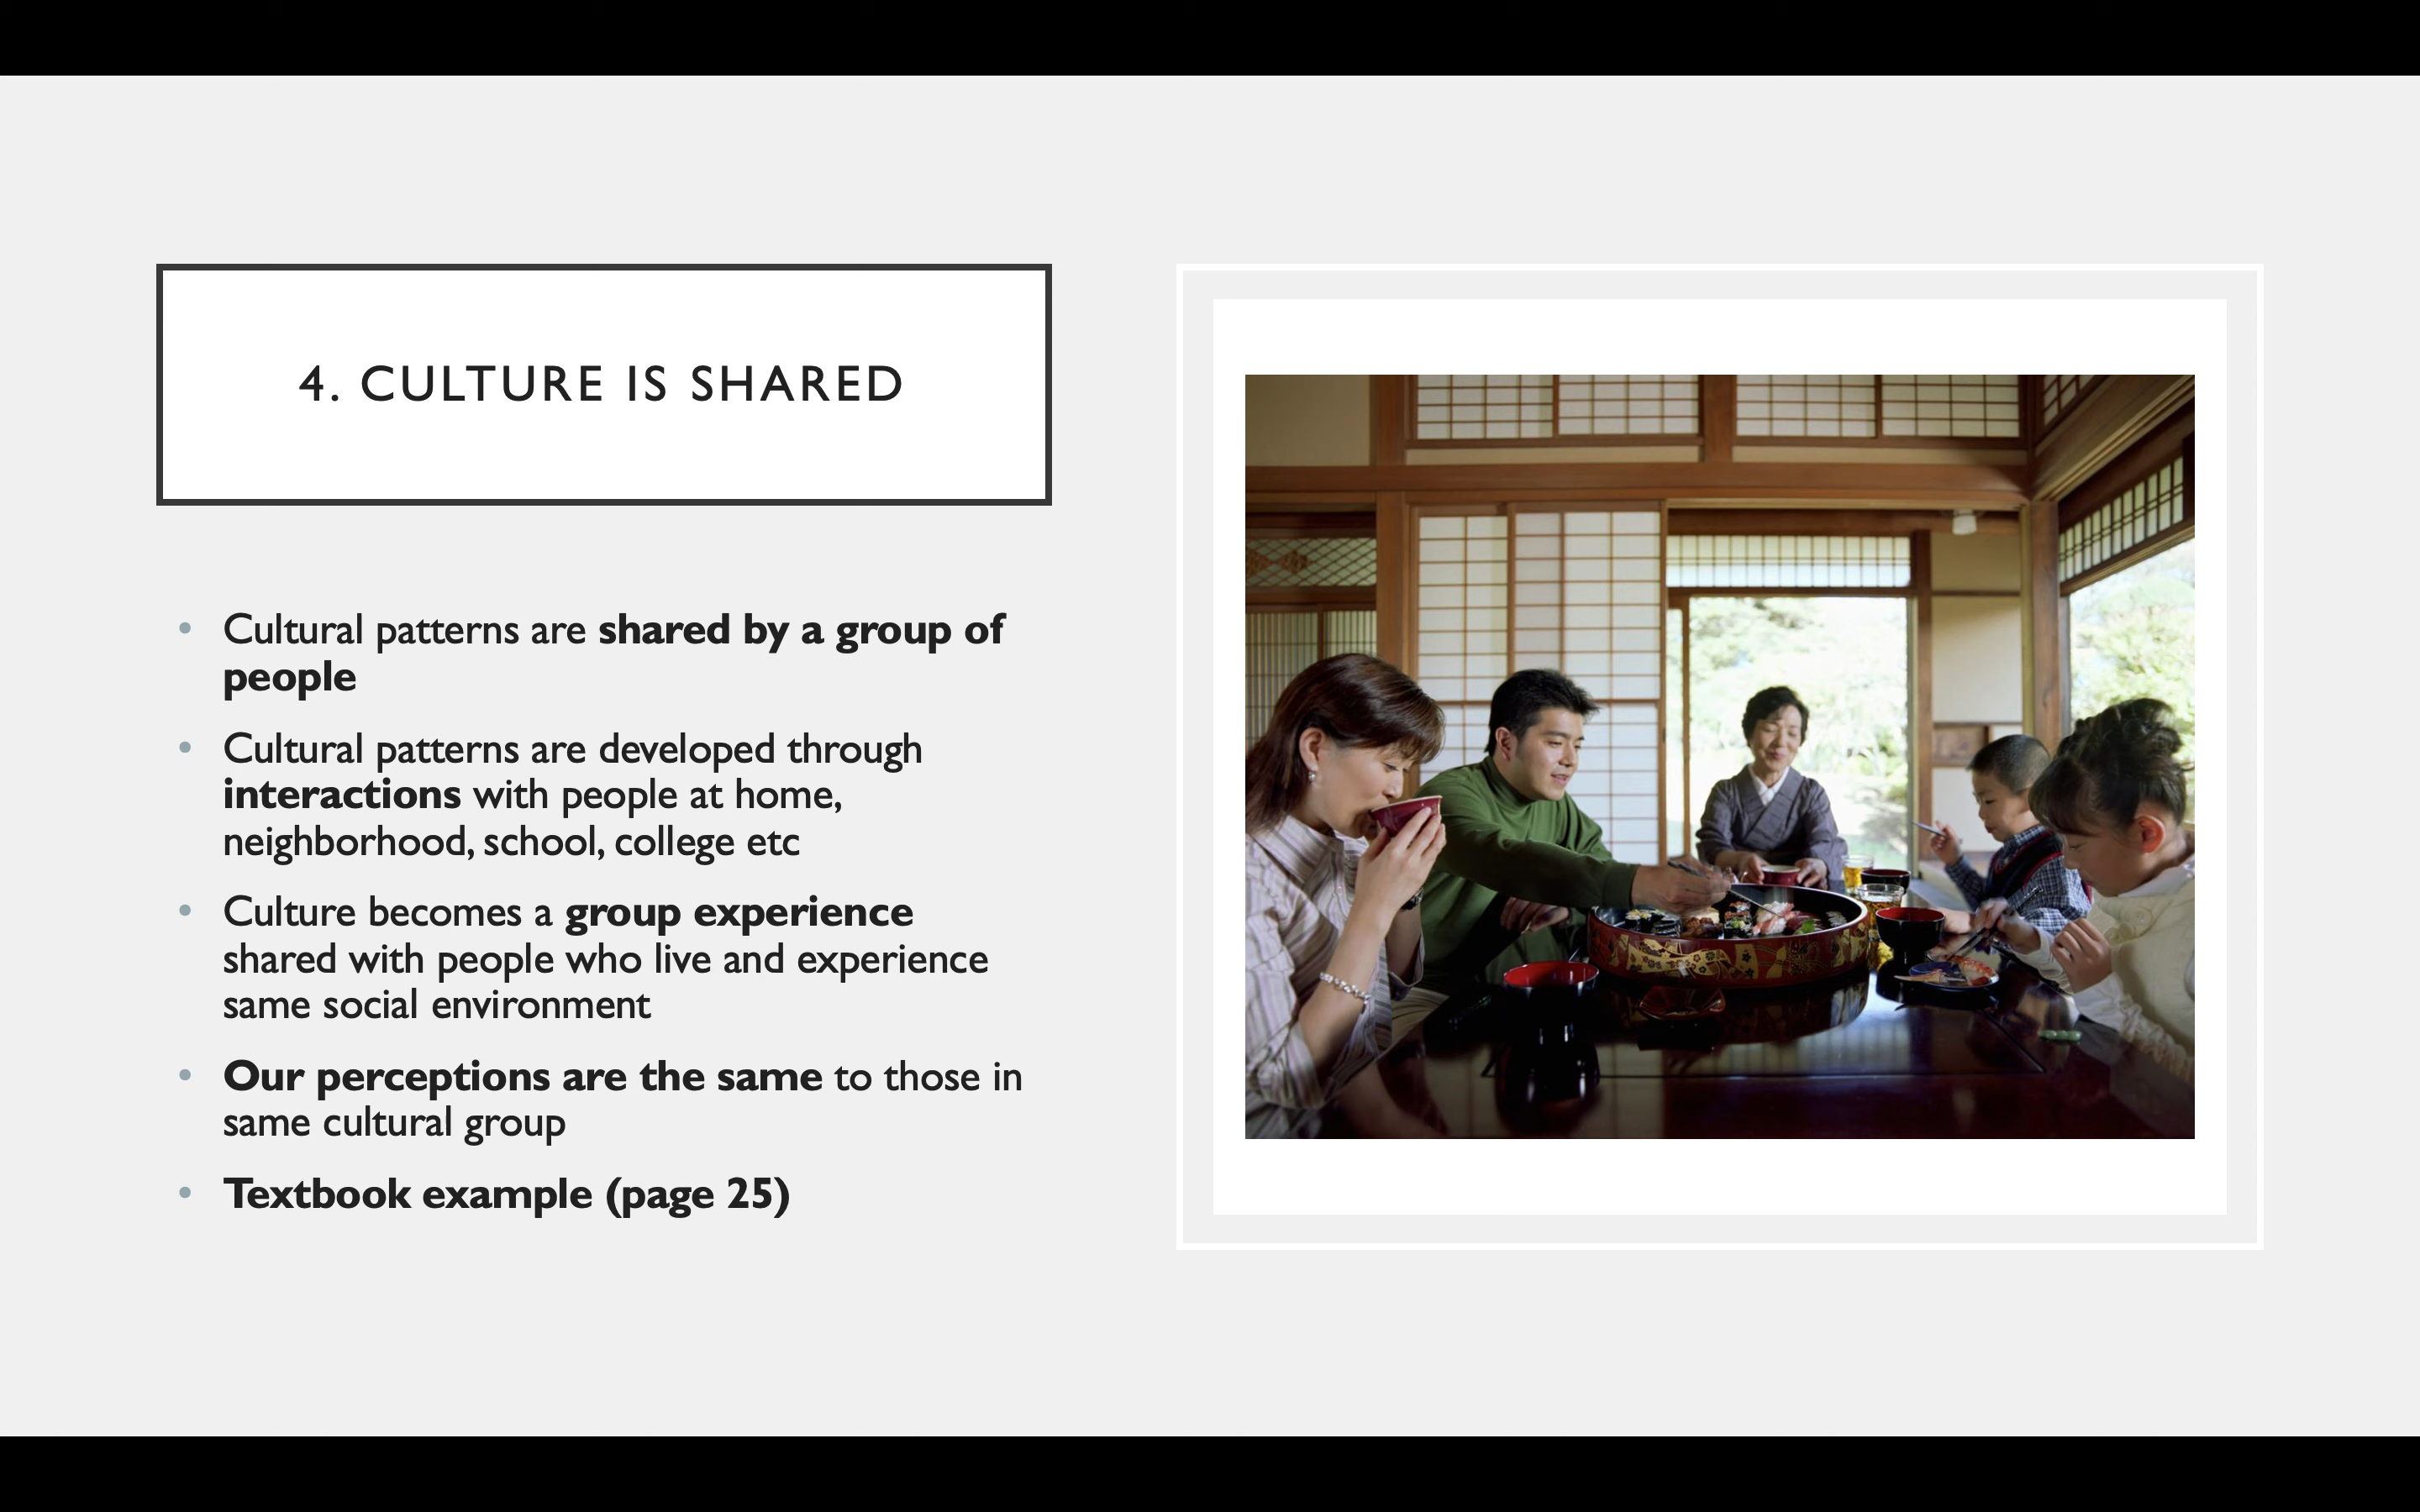 4. CULTURE IS SHARED
• Cultural patterns are shared by a group of
people
• Cultural patterns are developed through
interactions with people at home,
neighborhood, school, college etc
• Culture becomes a group experience
shared with people who live and experience
same social environment
• Our perceptions are the same to those in
same cultural group
• Textbook example (page 25)